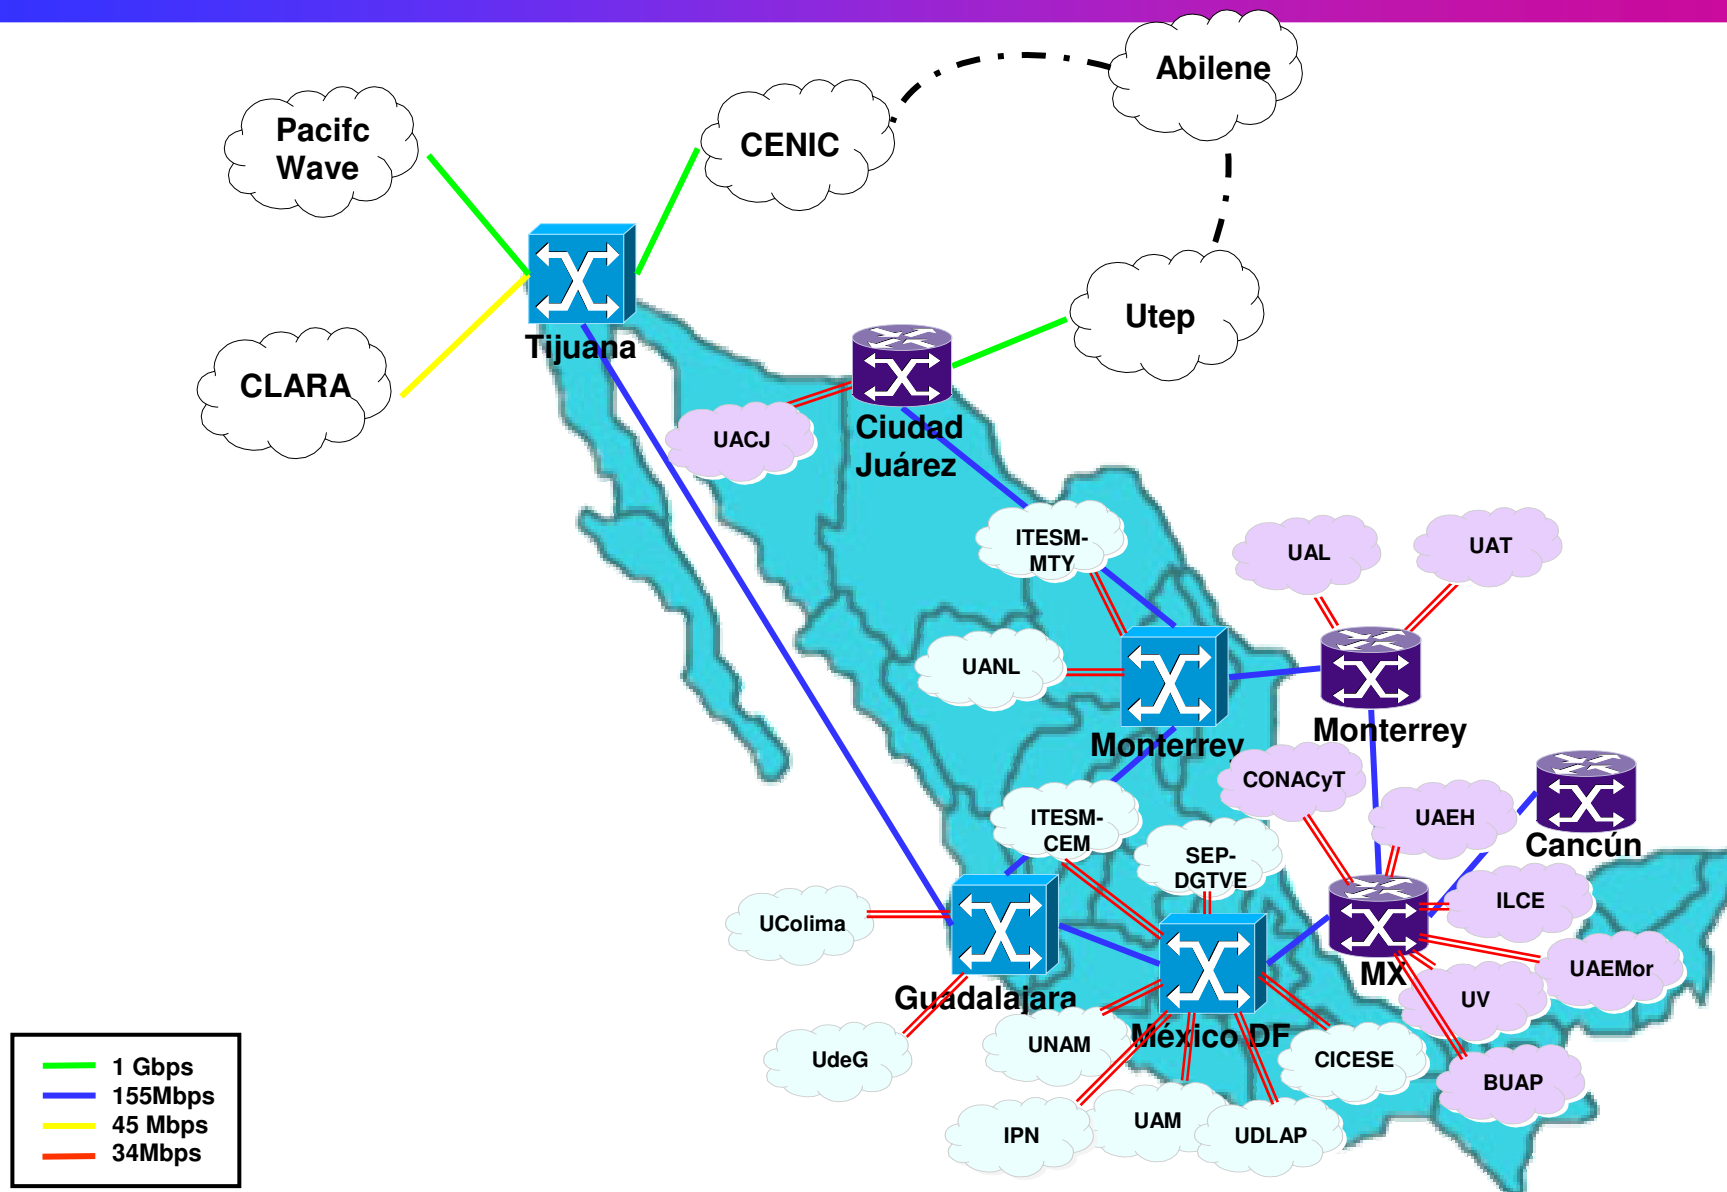 Abilene
Pacifc
Wave
CENIC
Utep
Tijuana
CLARA
UACJ
Ciudad
Juárez
ITESM-
MTY
UAL
UAT
UANL
Monterrey
Monterrey
CONACyT
ITESM-
CEM
UAEH
Cancún
SEP-
DGTVE
ILCE
UColima
UAEMor
MX
Guadalajara
UV
México DF
UNAM
UdeG
CICESE
BUAP
IPN
UAM
UDLAP
1 Gbps
155Mbps
45 Mbps
34Mbps